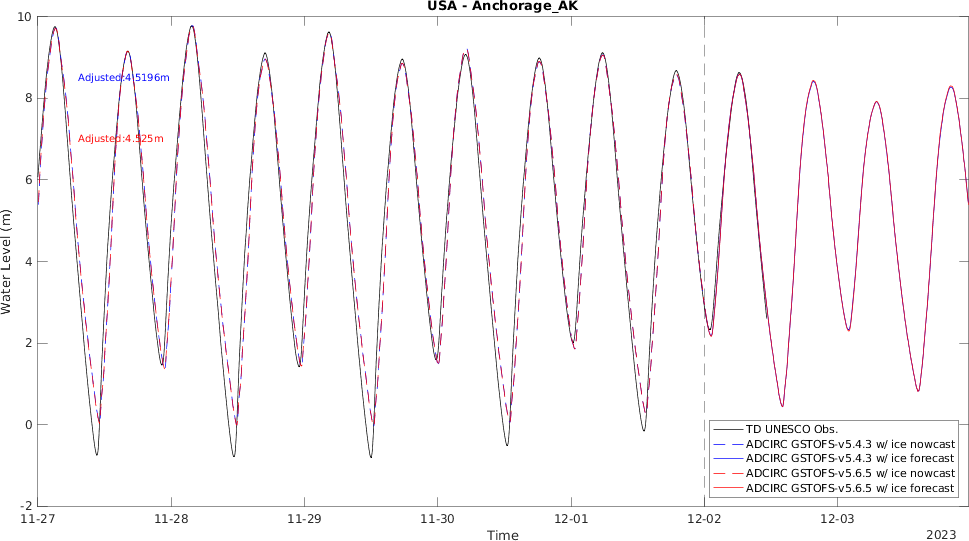 USA - Anchorage_AK
10
8
6
4
2
0
-2
Water Level (m)
Adjusted:4.5196m
Adjusted:4.525m
TD UNESCO Obs.
ADCIRC GSTOFS-v5.4.3 w/ ice nowcast
ADCIRC GSTOFS-v5.4.3 w/ ice forecast
ADCIRC GSTOFS-v5.6.5 w/ ice nowcast
ADCIRC GSTOFS-v5.6.5 w/ ice forecast
11-27 11-28 11-29 11-30 12-01 12-02 12-03
Time
2023